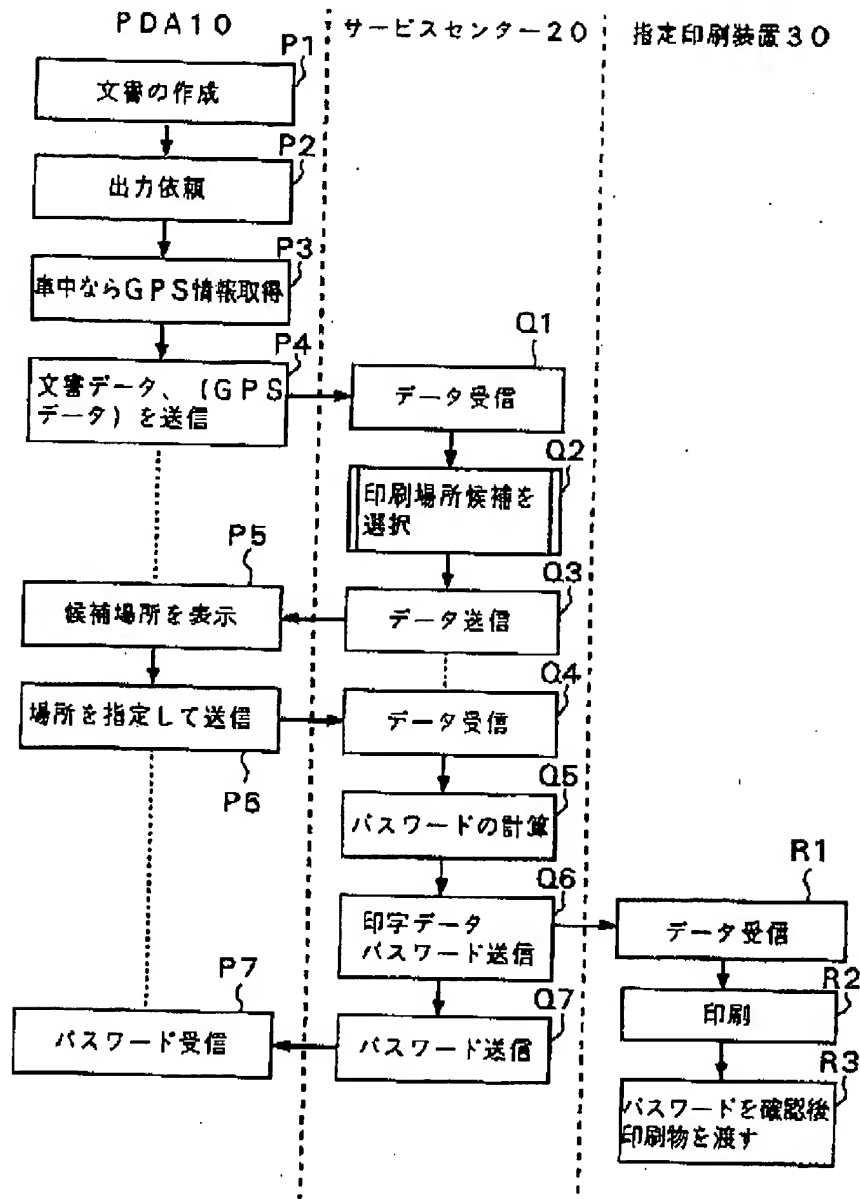 PDA10
サービスセンター20
指定印刷装置30
P1
文書の作成
P2
出力依頼
P3
車中ならGPS情報取得
P4
文書データ、(GPS
データ)を送信
Q1
データ受信
Q2
印刷場所候補を
選択
Q3
データ送信
P5
候補場所を表示
P6
場所を指定して送信
Q4
データ受信
Q5
パスワードの計算
Q6
印字データ
パスワード送信
Q7
パスワード送信
P7
パスワード受信
R1
データ受信
R2
印刷
R3
パスワードを確認後
印刷物を渡す